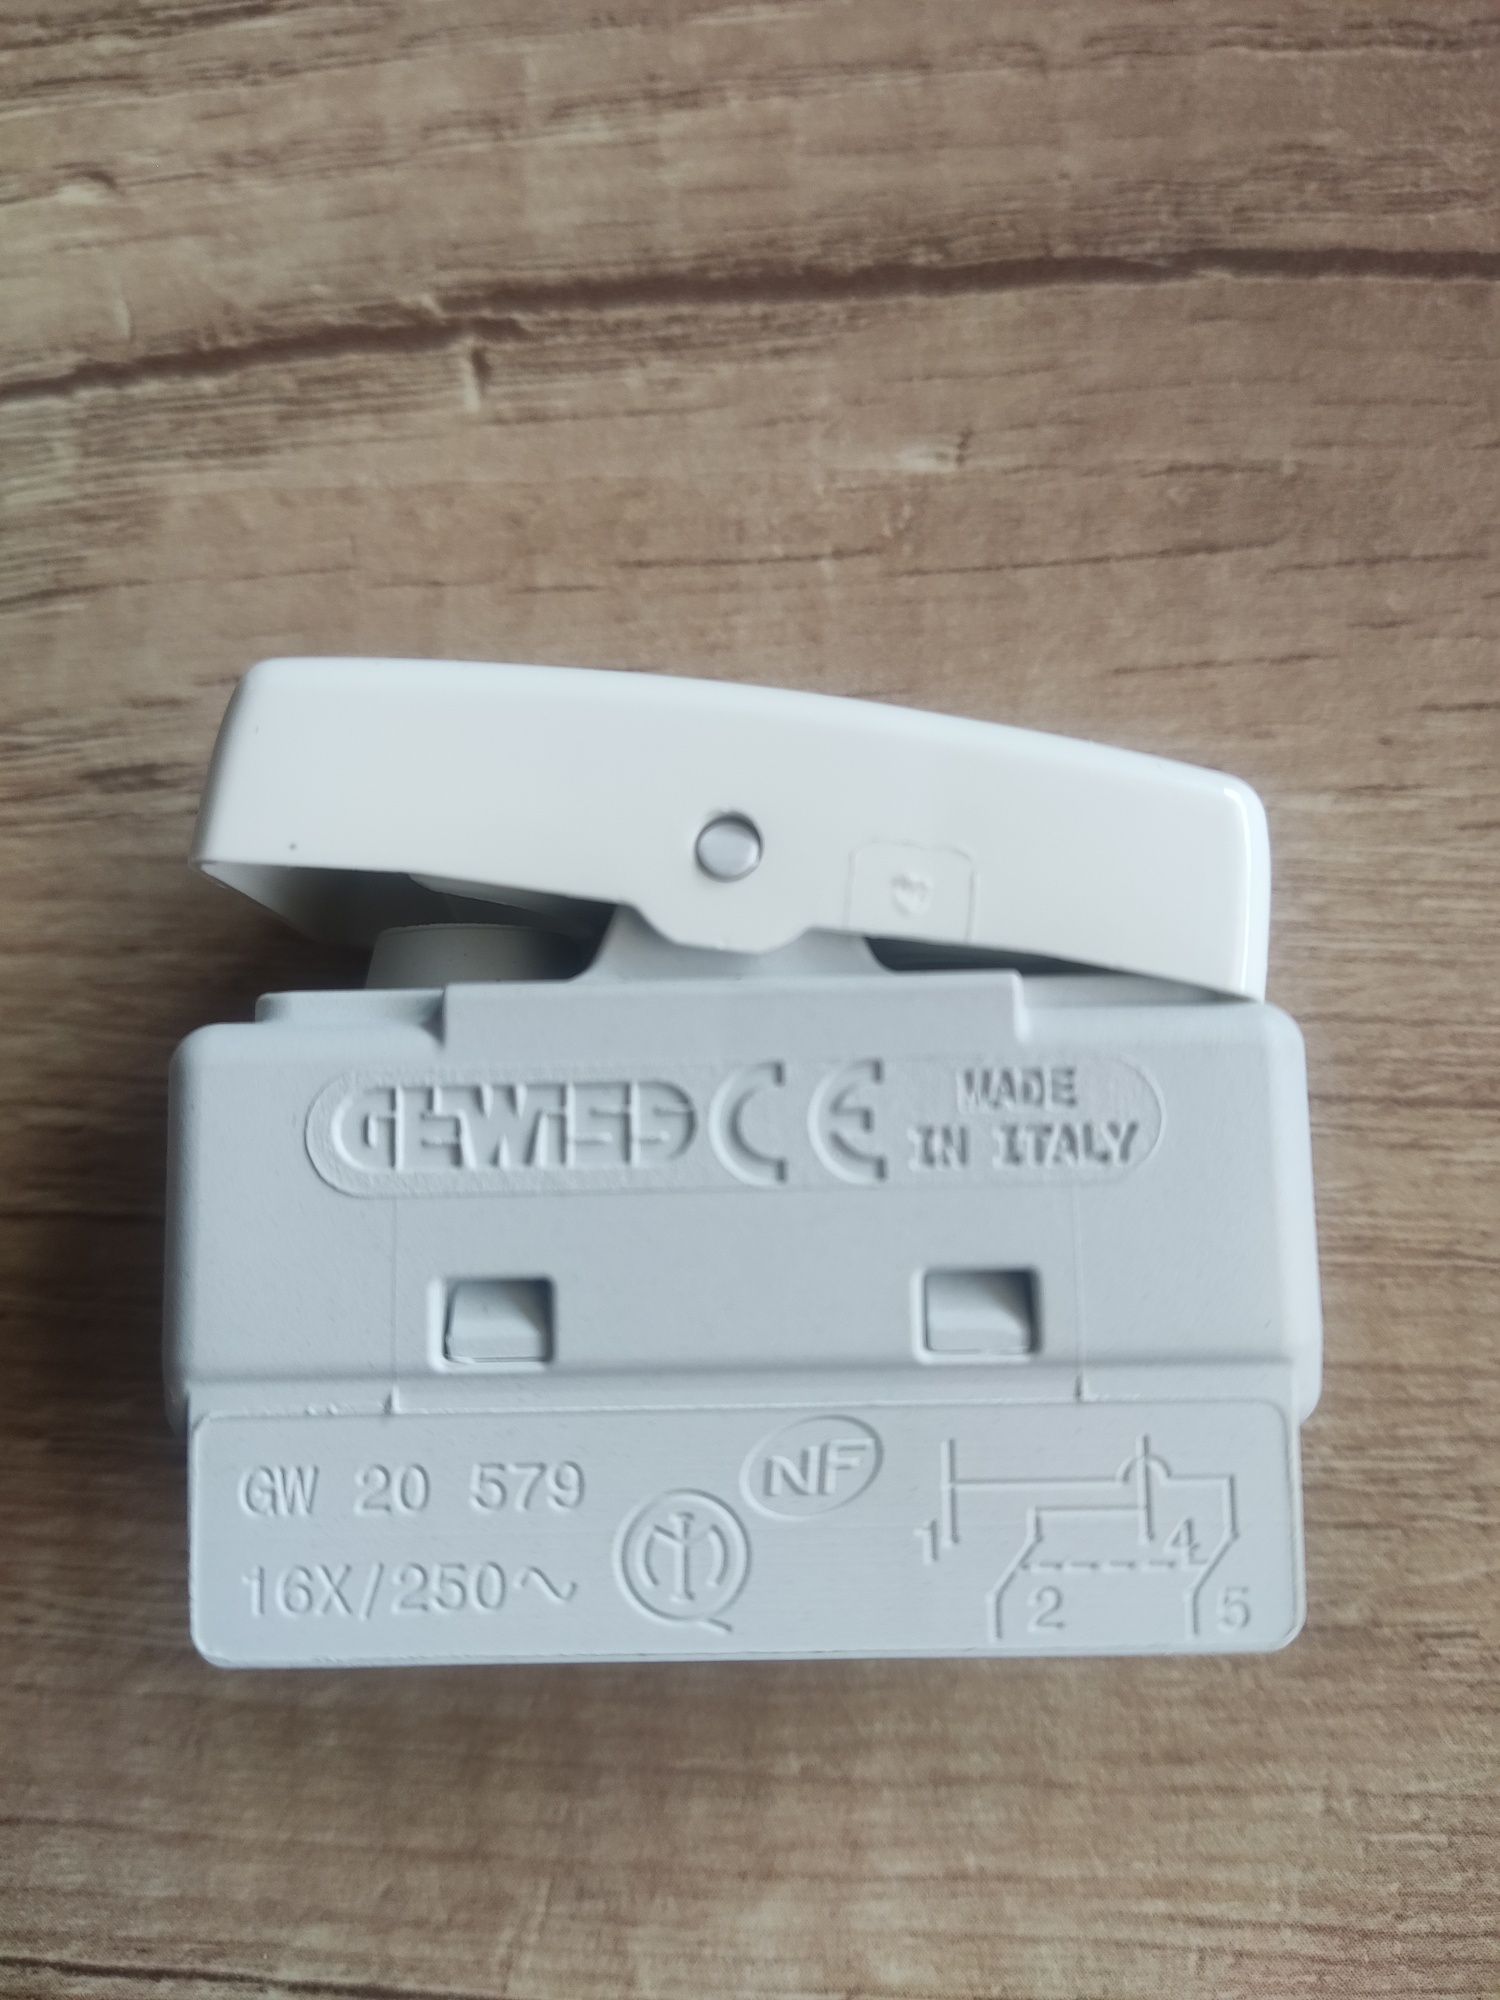 GEWISS CE MADE
IN ITALY
GW 20 579
16X/250~
NF
1 4
2 5